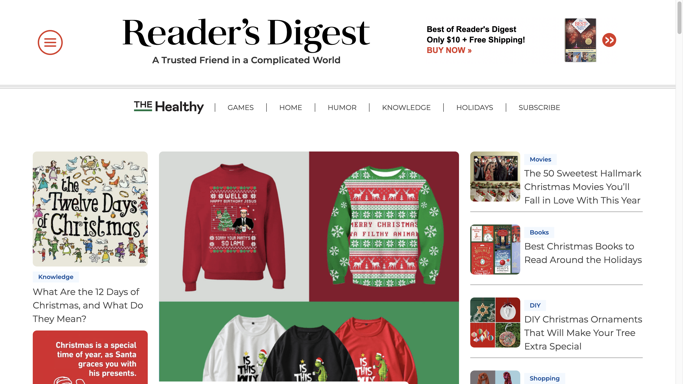 Reader's Digest
A Trusted Friend in a Complicated World
Best of Reader's Digest
Only $10 + Free Shipping!
BUY NOW »
THE Healthy
GAMES
HOME
HUMOR
KNOWLEDGE
HOLIDAYS
SUBSCRIBE
the
Twelve Days
of Christmas
Knowledge
What Are the 12 Days of
Christmas, and What Do
They Mean?
Christmas is a special
time of year, as Santa
graces you with
his presents.
WELL
HAPPY BIRTHDAY JESUS
SORRY YOUR PARTY'S
SO LAME
MERRY CHRISTMAS
YA FILTHY ANIMAL
IS THIS
Movies
The 50 Sweetest Hallmark
Christmas Movies You'll
Fall in Love With This Year
Books
Best Christmas Books to
Read Around the Holidays
DIY
DIY Christmas Ornaments
That Will Make Your Tree
Extra Special
Shopping